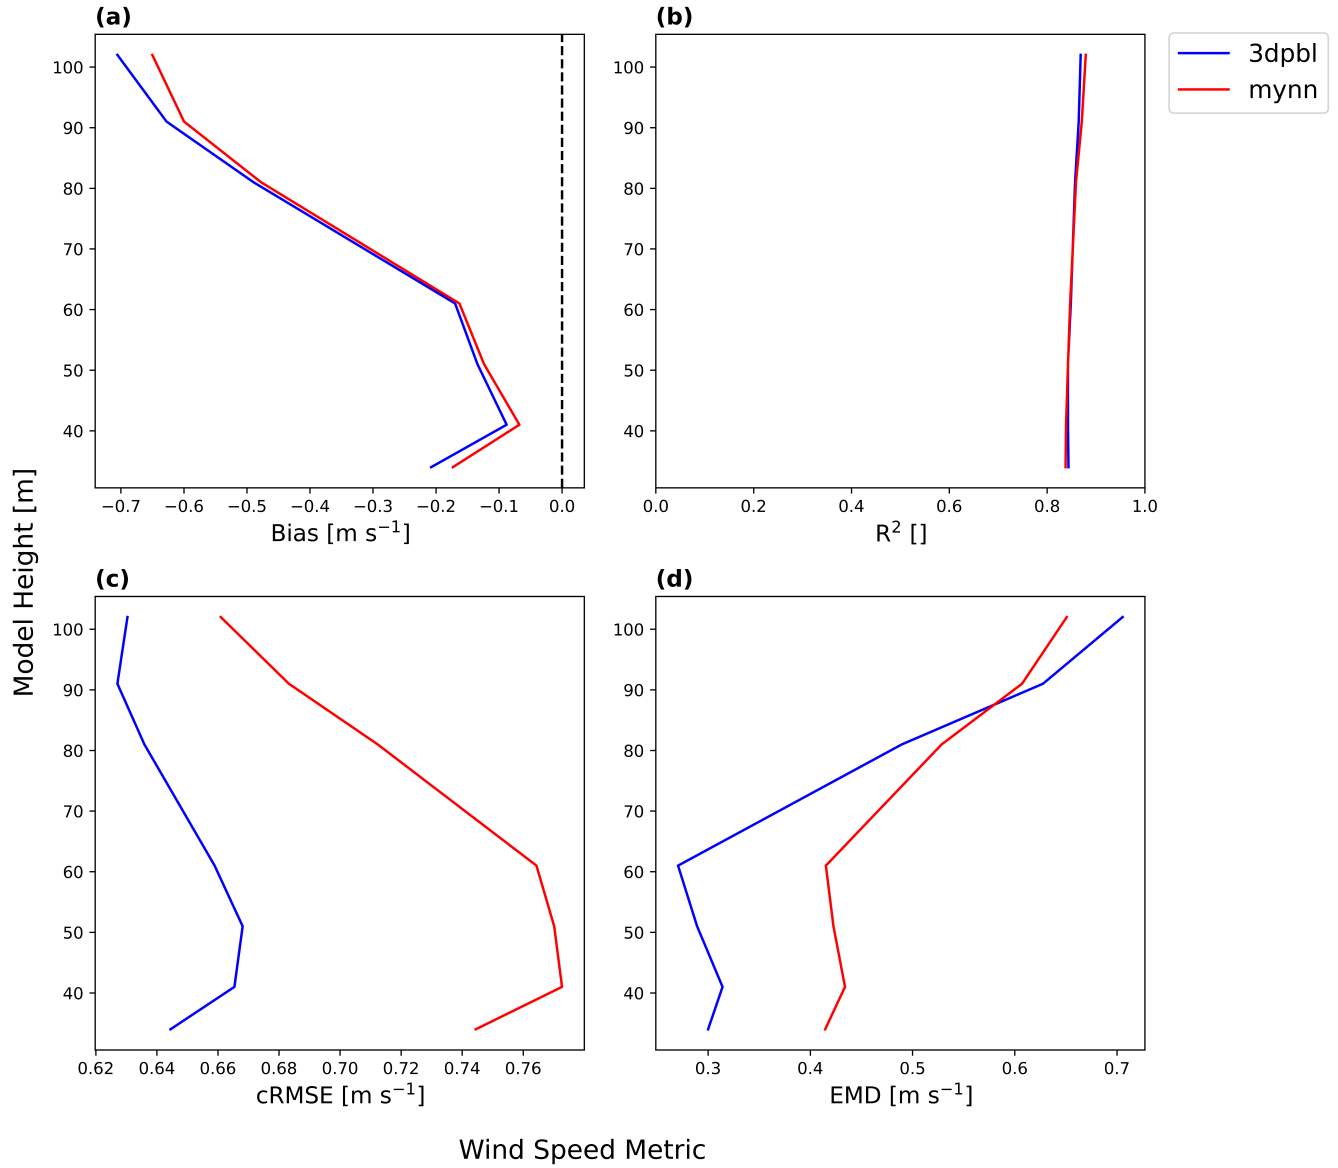 (a)
100
90
80
70
60
50
40
−0.7 −0.6 −0.5 −0.4 −0.3 −0.2 −0.1 0.0
Bias [m s⁻¹]
(b)
100
90
80
70
60
50
40
0.0 0.2 0.4 0.6 0.8 1.0
R² []
3dpbl
mynn
Model Height [m]
(c)
100
90
80
70
60
50
40
0.62 0.64 0.66 0.68 0.70 0.72 0.74 0.76
cRMSE [m s⁻¹]
(d)
100
90
80
70
60
50
40
0.3 0.4 0.5 0.6 0.7
EMD [m s⁻¹]
Wind Speed Metric